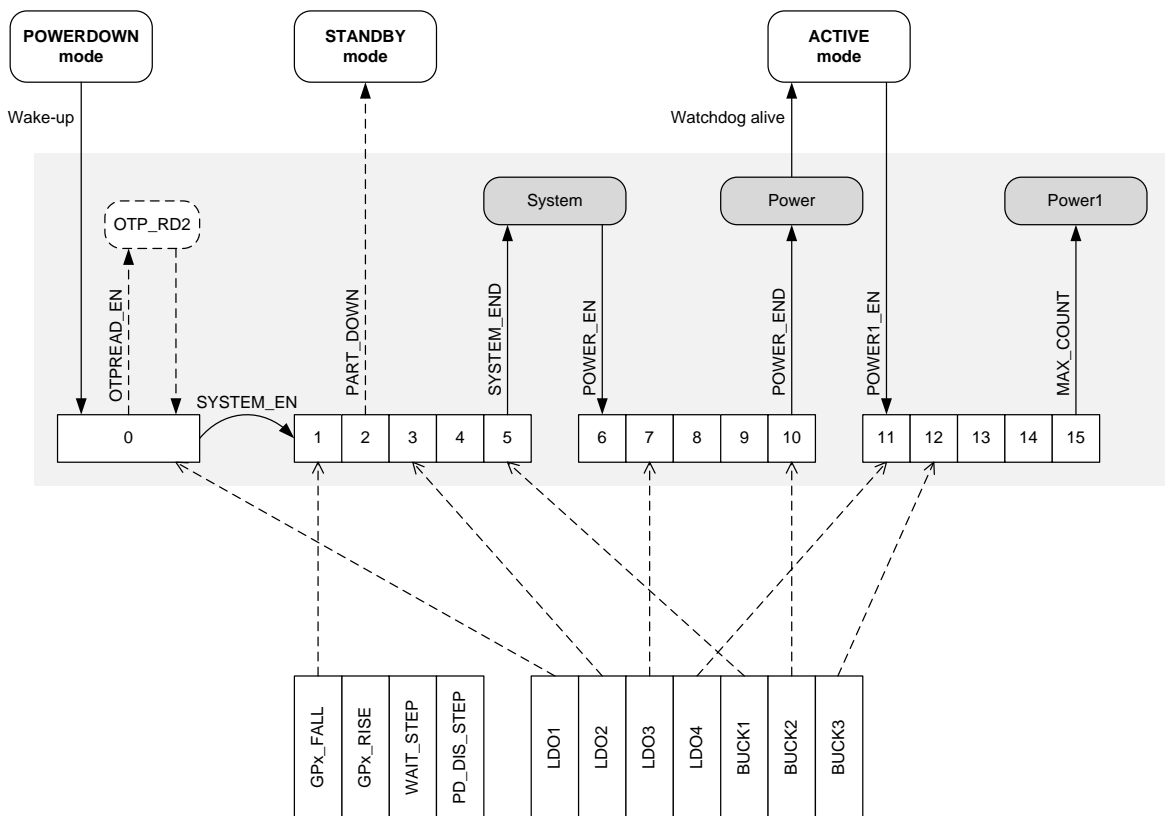 POWERDOWN
mode
STANDBY
mode
ACTIVE
mode
Wake-up
Watchdog alive
System
Power
Power1
OTP_RD2
OTPREAD_EN
SYSTEM_EN
PART_DOWN
SYSTEM_END
POWER_EN
POWER_END
POWER1_EN
MAX_COUNT
0
1
2
3
4
5
6
7
8
9
10
11
12
13
14
15
GPx_FALL
GPx_RISE
WAIT_STEP
PD_DIS_STEP
LDO1
LDO2
LDO3
LDO4
BUCK1
BUCK2
BUCK3